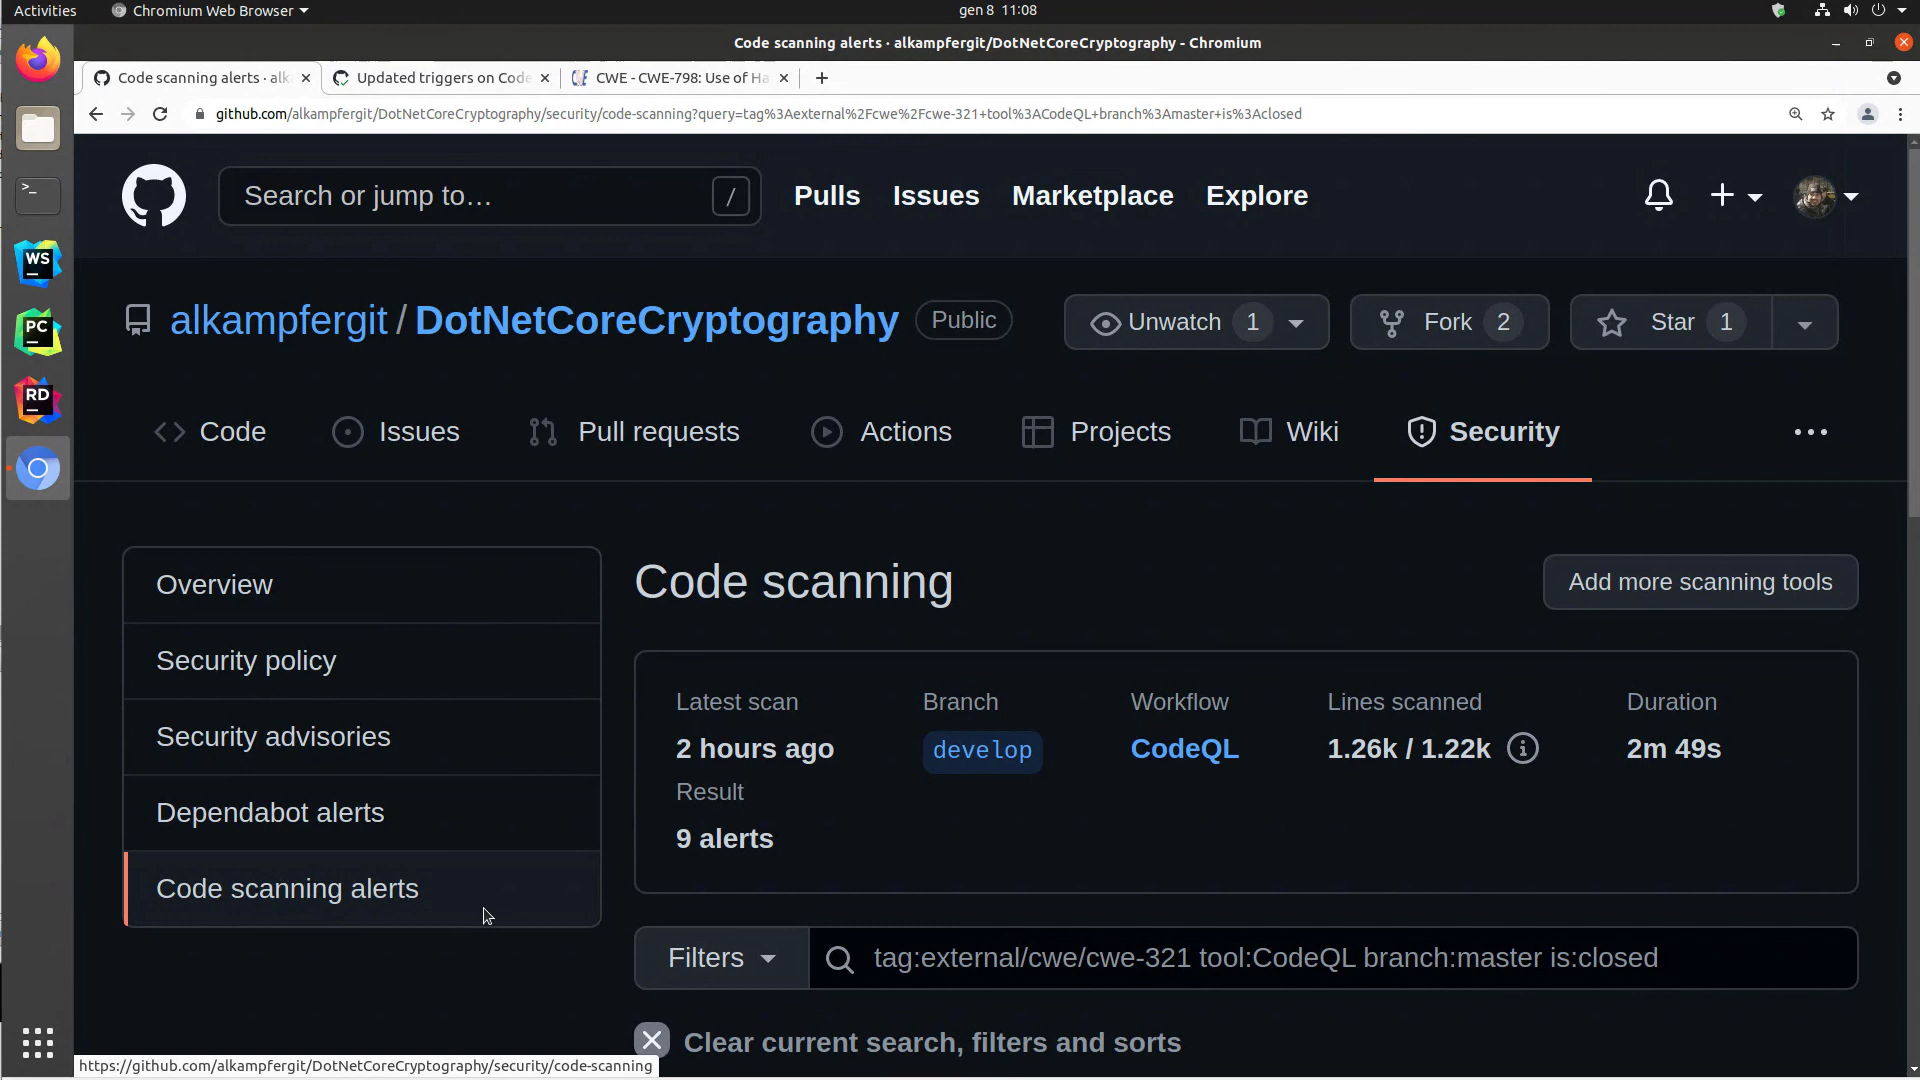 Activities
Chromium Web Browser
gen 8 11:08
Code scanning alerts · alkampfergit/DotNetCoreCryptography - Chromium
Code scanning alerts · alk
Updated triggers on Code
CWE - CWE-798: Use of Ha
github.com/alkampfergit/DotNetCoreCryptography/security/code-scanning?query=tag%3Aexternal%2Fcwe%2Fcwe-321+tool%3ACodeQL+branch%3Amaster+is%3Aclosed
Search or jump to…
/
Pulls
Issues
Marketplace
Explore
alkampfergit / DotNetCoreCryptography
Public
Unwatch 1
Fork 2
Star 1
Code
Issues
Pull requests
Actions
Projects
Wiki
Security
Overview
Security policy
Security advisories
Dependabot alerts
Code scanning alerts
Code scanning
Add more scanning tools
Latest scan
2 hours ago
Branch
develop
Workflow
CodeQL
Lines scanned
1.26k / 1.22k
Duration
2m 49s
Result
9 alerts
Filters
tag:external/cwe/cwe-321 tool:CodeQL branch:master is:closed
Clear current search, filters and sorts
https://github.com/alkampfergit/DotNetCoreCryptography/security/code-scanning
WS
PC
RD